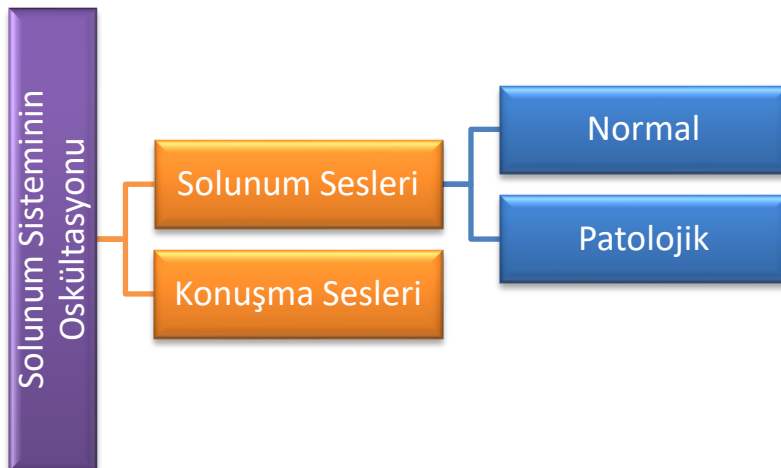 Solunum Sisteminin
Oskültasyonu
Solunum Sesleri
Konuşma Sesleri
Normal
Patolojik